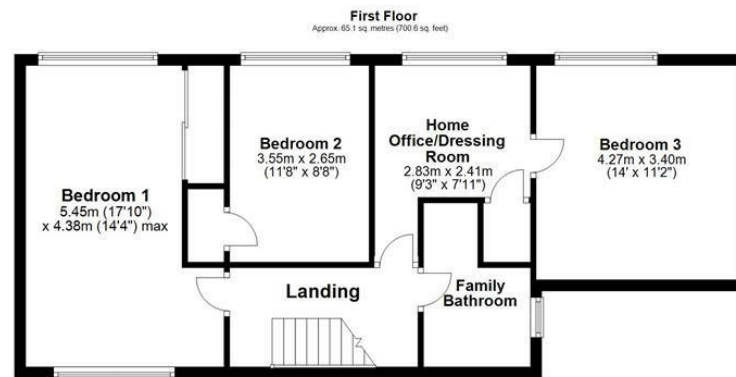 First Floor
Approx. 65.1 sq. metres (700.6 sq. feet)
Bedroom 1
5.45m (17'10")
x 4.38m (14'4") max
Bedroom 2
3.55m x 2.65m
(11'8" x 8'8")
Home
Office/Dressing
Room
2.83m x 2.41m
(9'3" x 7'11")
Bedroom 3
4.27m x 3.40m
(14' x 11'2")
Landing
Family
Bathroom